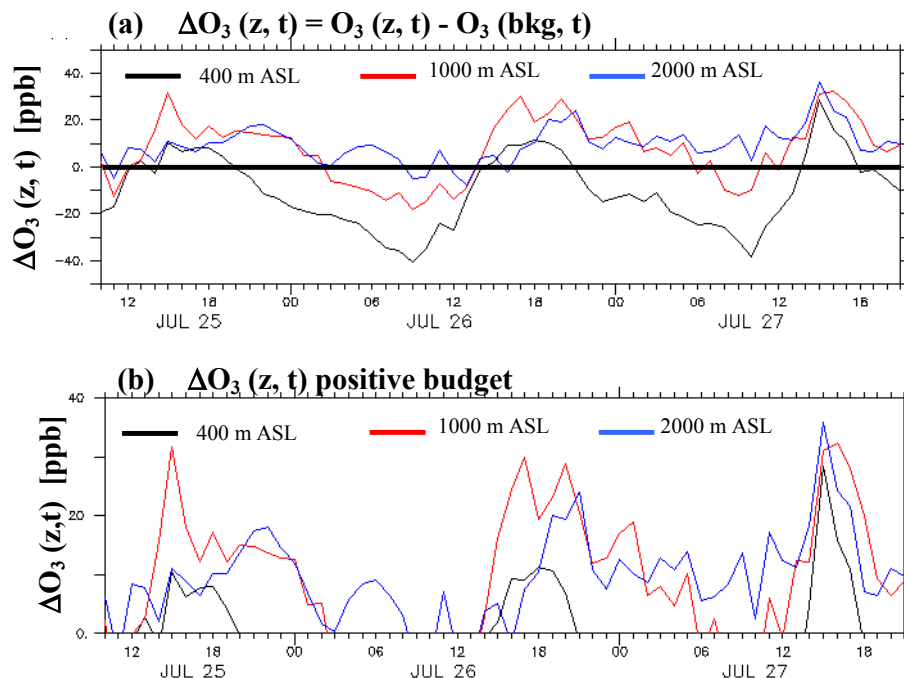 (a) ΔO₃ (z, t) = O₃ (z, t) - O₃ (bkg, t)
400 m ASL 1000 m ASL 2000 m ASL
ΔO₃ (z, t) [ppb]
40.
20.
0.
-20.
-40.
12 18 00 06 12 18 00 06 12 18
JUL 25 JUL 26 JUL 27
(b) ΔO₃ (z, t) positive budget
400 m ASL 1000 m ASL 2000 m ASL
ΔO₃ (z,t) [ppb]
40
20
0.
12 18 00 06 12 18 00 06 12 18
JUL 25 JUL 26 JUL 27